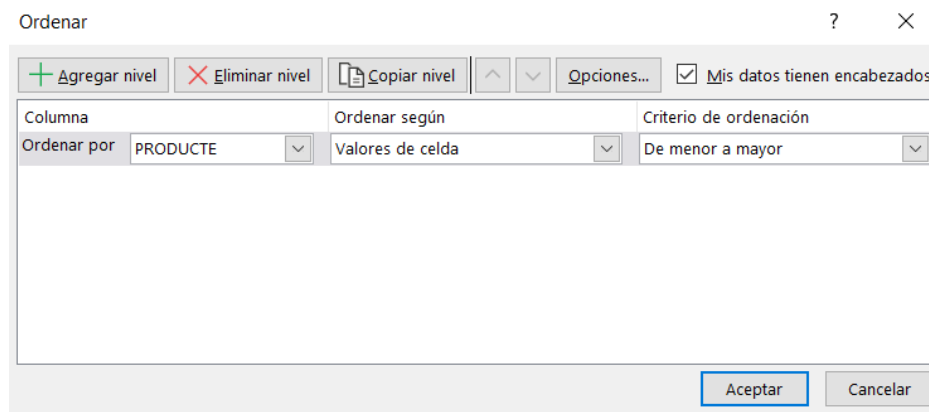 Ordenar ?
Agregar nivel Eliminar nivel Copiar nivel Opciones... Mis datos tienen encabezados
Columna Ordenar según Criterio de ordenación
Ordenar por PRODUCTE Valores de celda De menor a mayor
Aceptar Cancelar